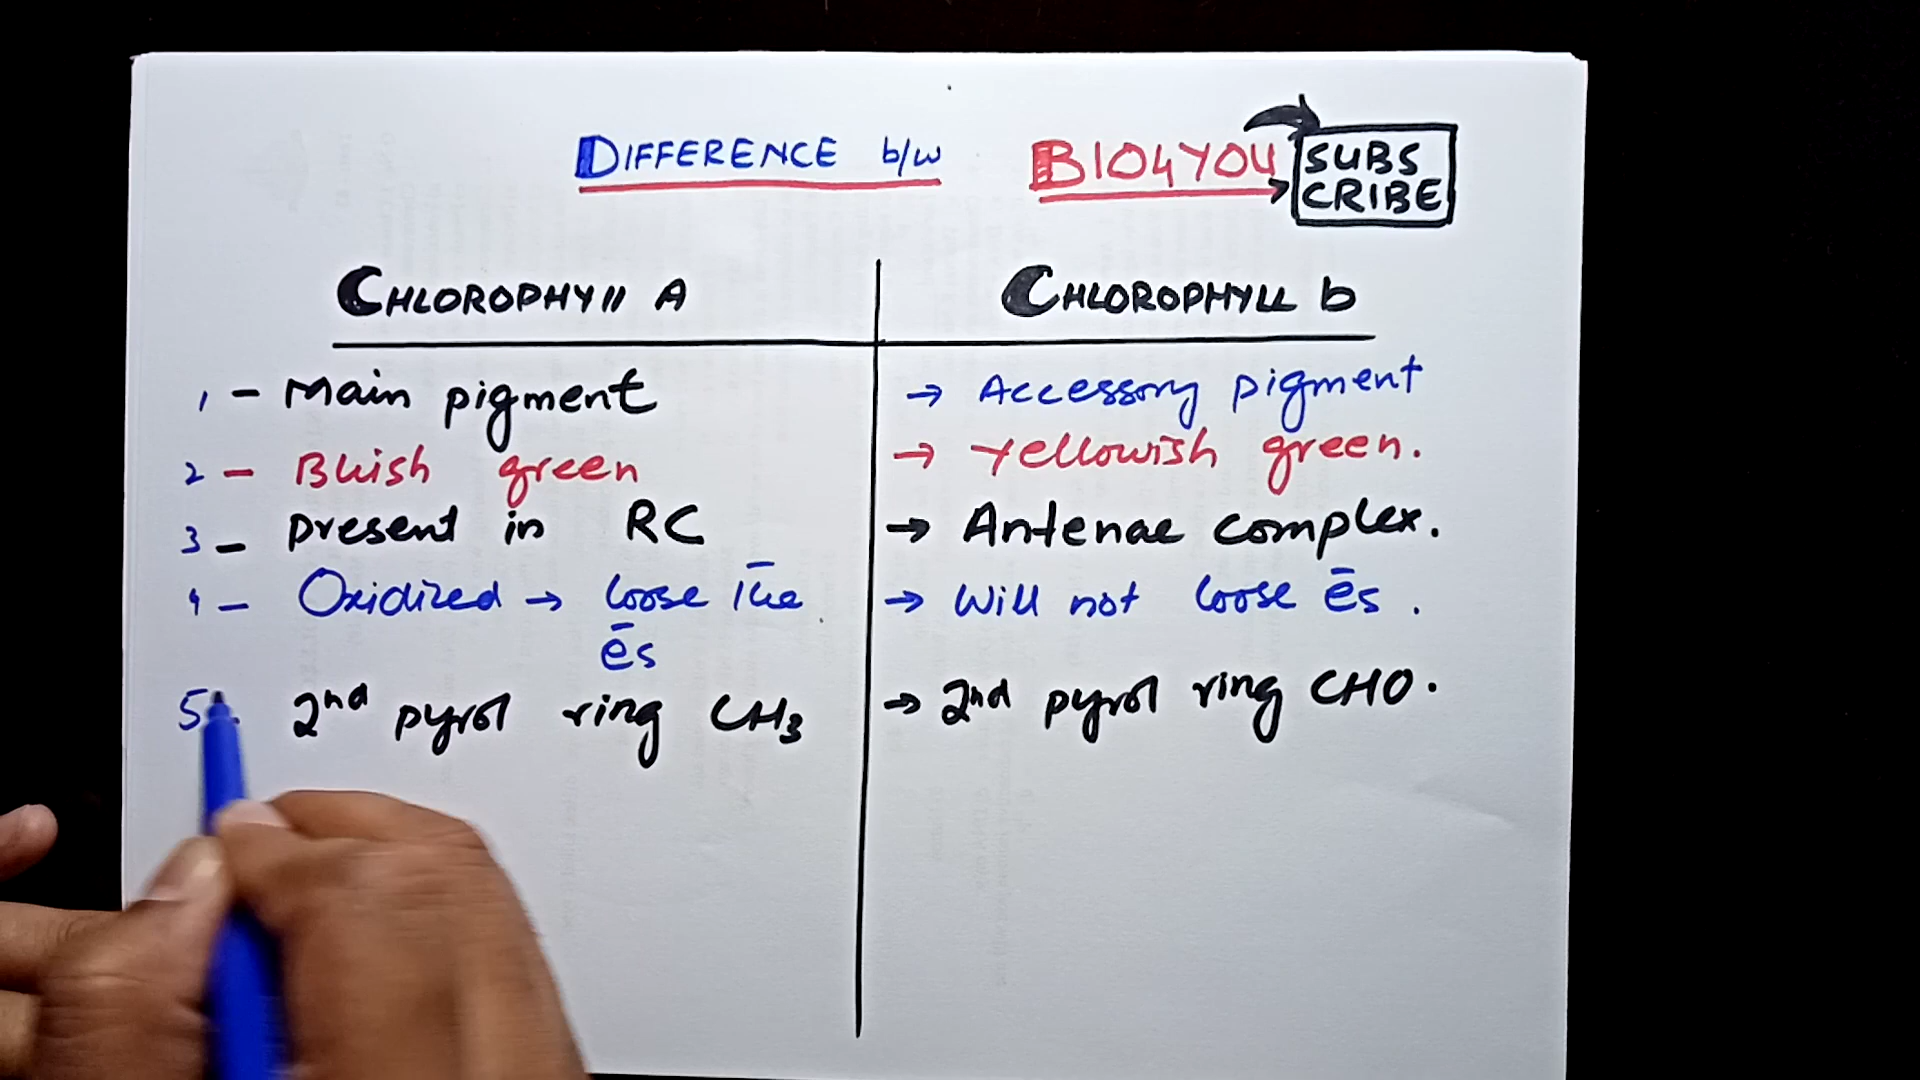 DIFFERENCE b/w
BIO4YOU
SUBS
CRIBE
CHLOROPHYll A
CHLOROPHYLL b
1 - Main pigment
→ Accessory pigment
2 - Bluish green
→ Yellowish green.
3 - present in RC
→ Antenae complex.
4 - Oxidized → loose the
ēs
→ Will not loose ēs.
5. 2nd pyrol ring CH3
→ 2nd pyrol ring CHO.